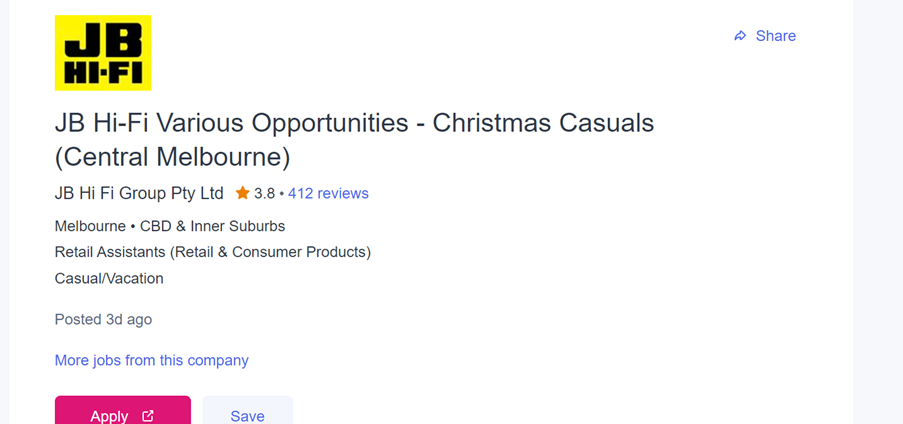 JB
HI-FI
Share
JB Hi-Fi Various Opportunities - Christmas Casuals
(Central Melbourne)
JB Hi Fi Group Pty Ltd 3.8 • 412 reviews
Melbourne • CBD & Inner Suburbs
Retail Assistants (Retail & Consumer Products)
Casual/Vacation
Posted 3d ago
More jobs from this company
Apply
Save